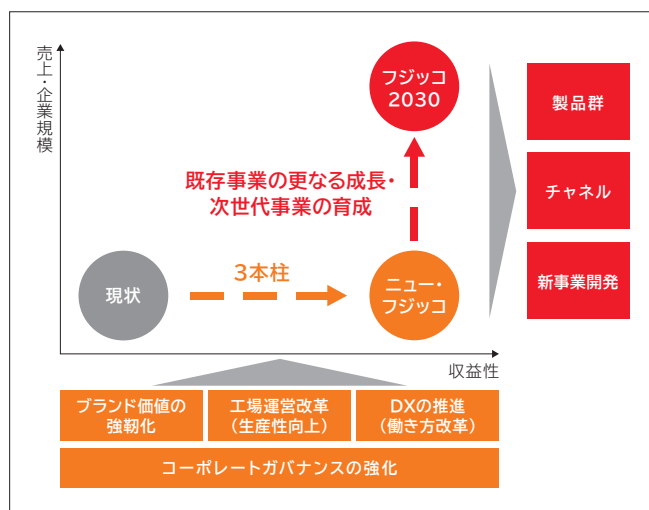 売上・企業規模
フジッコ
2030
既存事業の更なる成長・
次世代事業の育成
現状
3本柱
ニュー・
フジッコ
収益性
製品群
チャネル
新事業開発
ブランド価値の
強靭化
工場運営改革
(生産性向上)
DXの推進
(働き方改革)
コーポレートガバナンスの強化